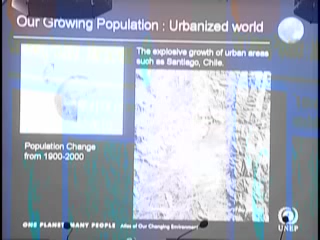 Our Growing Population : Urbanized world
The explosive growth of urban areas
such as Santiago, Chile.
Population Change
from 1900-2000
ONE PLANET MANY PEOPLE Atlas of Our Changing Environment
UNEP